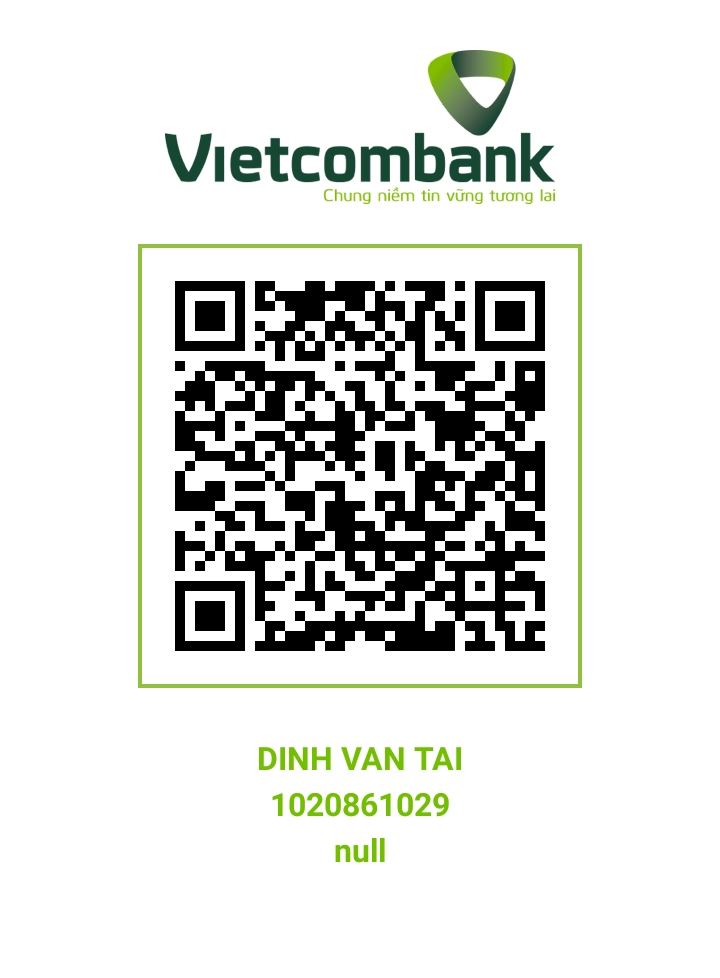 Vietcombank
Chung niềm tin vững tương lai
DINH VAN TAI
1020861029
null